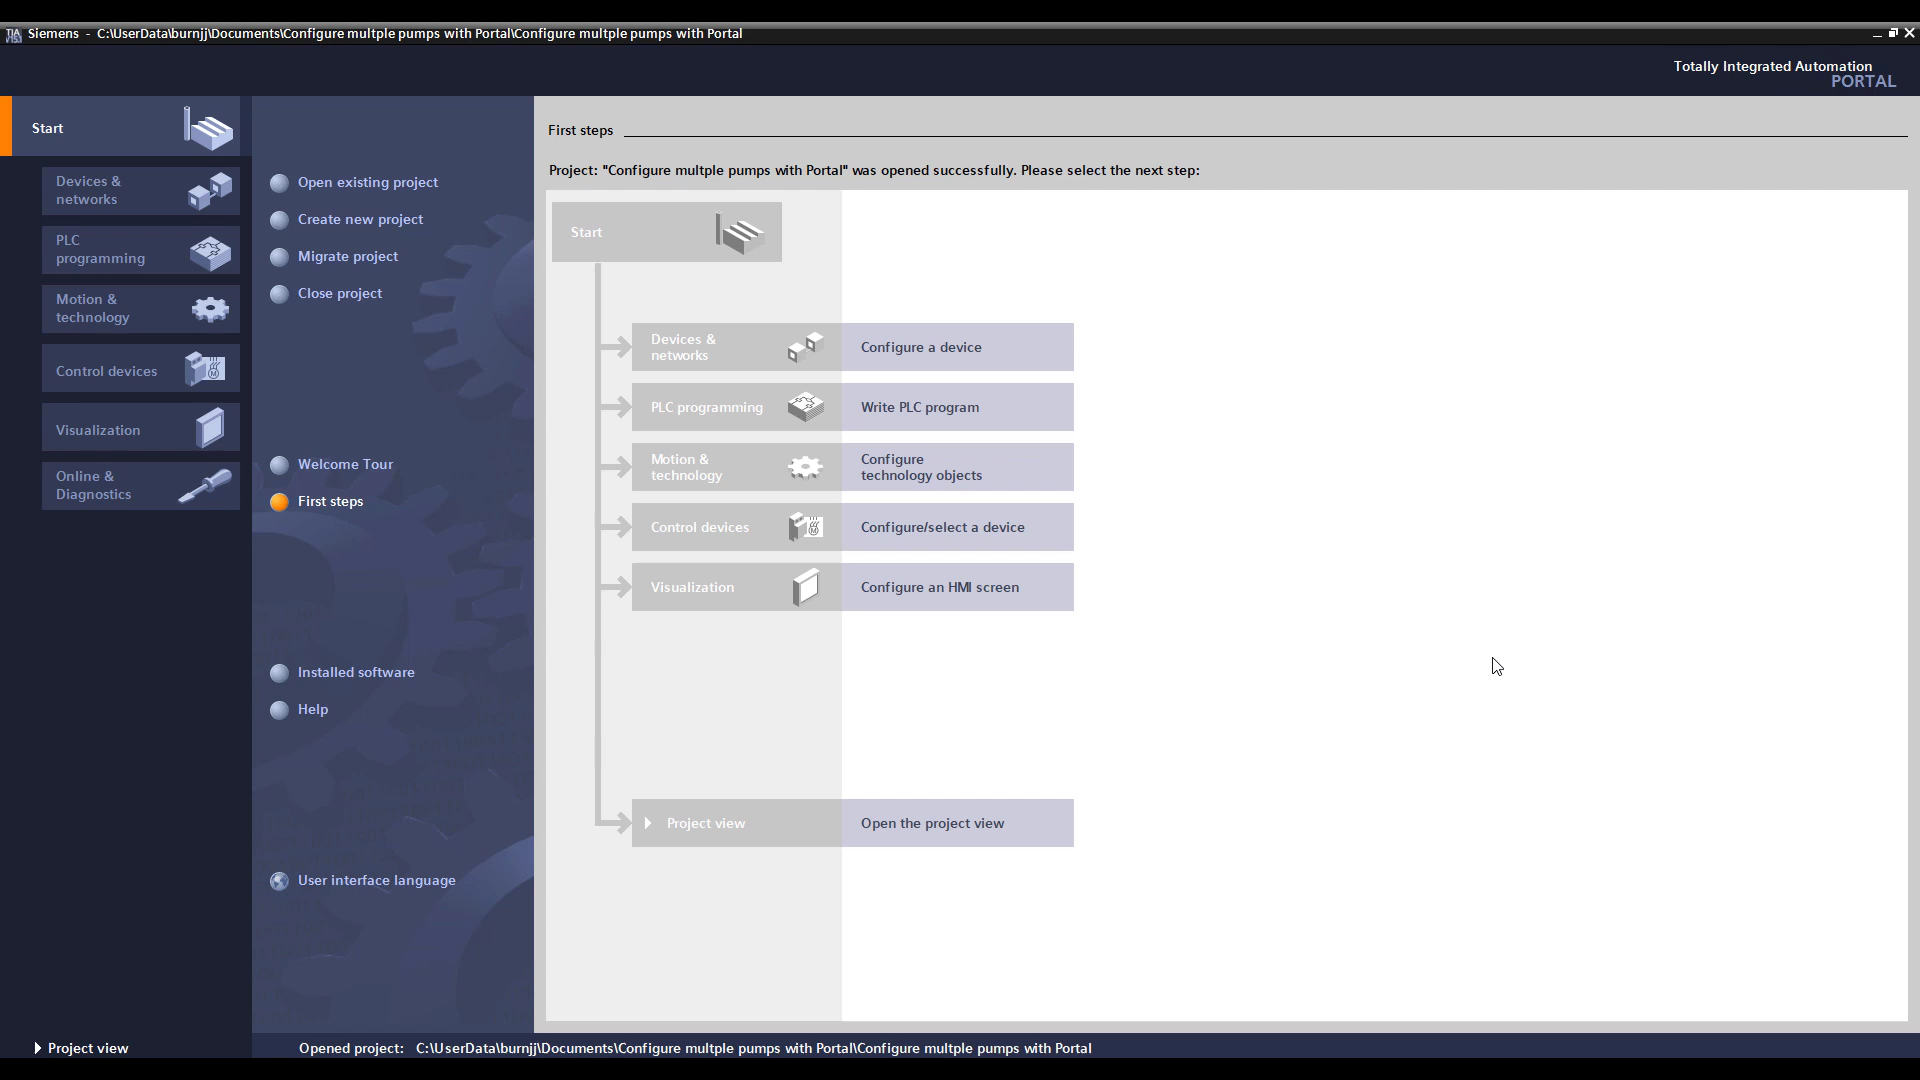 Siemens - C:\UserData\burnjj\Documents\Configure multple pumps with Portal\Configure multple pumps with Portal
Totally Integrated Automation
PORTAL
Start
Devices &
networks
PLC
programming
Motion &
technology
Control devices
Visualization
Online &
Diagnostics
Project view
Open existing project
Create new project
Migrate project
Close project
Welcome Tour
First steps
Installed software
Help
User interface language
First steps
Project: "Configure multple pumps with Portal" was opened successfully. Please select the next step:
Start
Devices &
networks
Configure a device
PLC programming
Write PLC program
Motion &
technology
Configure
technology objects
Control devices
Configure/select a device
Visualization
Configure an HMI screen
Project view
Open the project view
Opened project: C:\UserData\burnjj\Documents\Configure multple pumps with Portal\Configure multple pumps with Portal